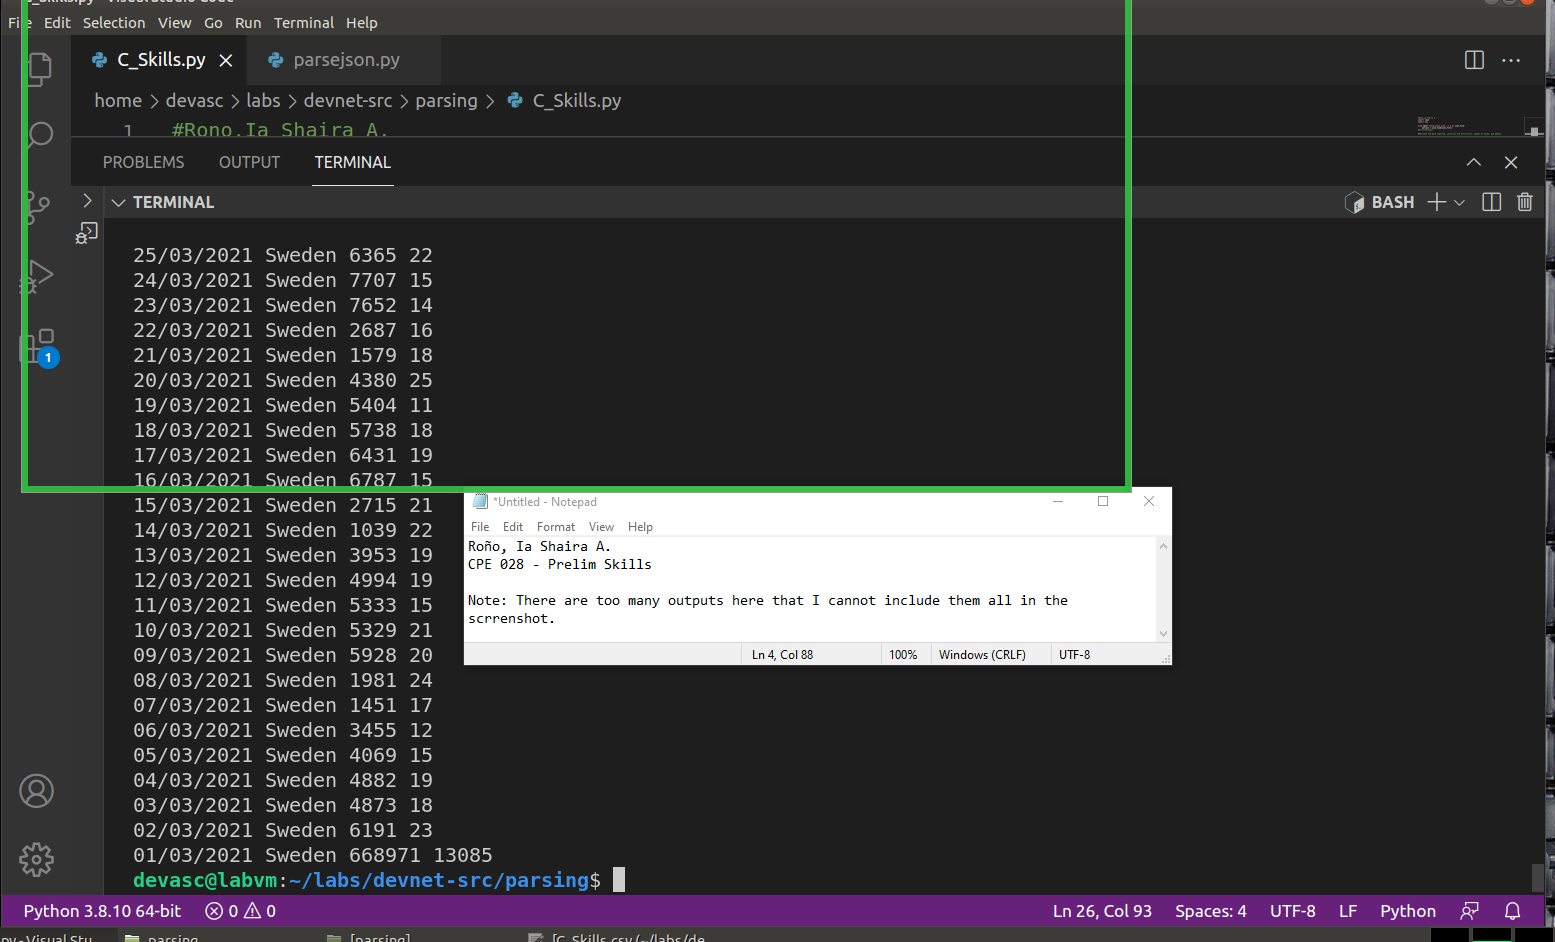 File Edit Selection View Go Run Terminal Help
C_Skills.py parsejson.py
home > devasc > labs > devnet-src > parsing > C_Skills.py
1 #Rono,Ia Shaira A.
PROBLEMS OUTPUT TERMINAL
TERMINAL BASH
25/03/2021 Sweden 6365 22
24/03/2021 Sweden 7707 15
23/03/2021 Sweden 7652 14
22/03/2021 Sweden 2687 16
21/03/2021 Sweden 1579 18
20/03/2021 Sweden 4380 25
19/03/2021 Sweden 5404 11
18/03/2021 Sweden 5738 18
17/03/2021 Sweden 6431 19
16/03/2021 Sweden 6787 15
15/03/2021 Sweden 2715 21
14/03/2021 Sweden 1039 22
13/03/2021 Sweden 3953 19
12/03/2021 Sweden 4994 19
11/03/2021 Sweden 5333 15
10/03/2021 Sweden 5329 21
09/03/2021 Sweden 5928 20
08/03/2021 Sweden 1981 24
07/03/2021 Sweden 1451 17
06/03/2021 Sweden 3455 12
05/03/2021 Sweden 4069 15
04/03/2021 Sweden 4882 19
03/03/2021 Sweden 4873 18
02/03/2021 Sweden 6191 23
01/03/2021 Sweden 668971 13085
devasc@labvm:~/labs/devnet-src/parsing$
1
*Untitled - Notepad
File Edit Format View Help
Roño, Ia Shaira A.
CPE 028 - Prelim Skills
Note: There are too many outputs here that I cannot include them all in the
scrrenshot.
Ln 4, Col 88 100% Windows (CRLF) UTF-8
Python 3.8.10 64-bit 0 0 Ln 26, Col 93 Spaces: 4 UTF-8 LF Python
parsing [parsing] [C_Skills.csv (~/labs/de